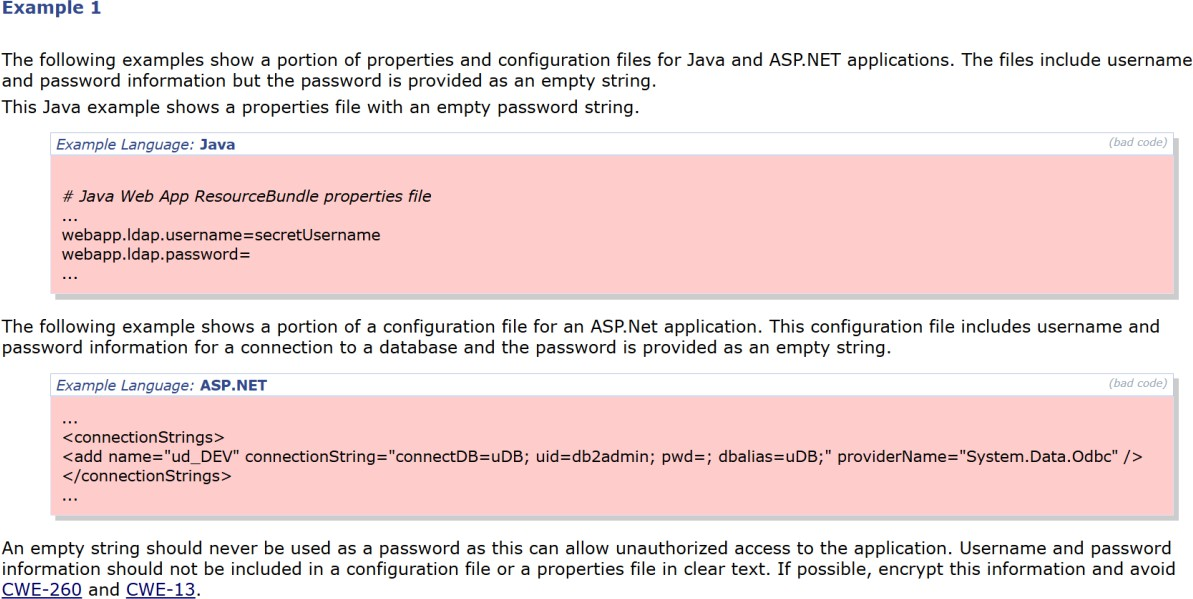 Example 1
The following examples show a portion of properties and configuration files for Java and ASP.NET applications. The files include username
and password information but the password is provided as an empty string.
This Java example shows a properties file with an empty password string.
Example Language: Java (bad code)
# Java Web App ResourceBundle properties file
...
webapp.ldap.username=secretUsername
webapp.ldap.password=
...
The following example shows a portion of a configuration file for an ASP.Net application. This configuration file includes username and
password information for a connection to a database and the password is provided as an empty string.
Example Language: ASP.NET (bad code)
...
<connectionStrings>
<add name="ud_DEV" connectionString="connectDB=uDB; uid=db2admin; pwd=; dbalias=uDB;" providerName="System.Data.Odbc" />
</connectionStrings>
...
An empty string should never be used as a password as this can allow unauthorized access to the application. Username and password
information should not be included in a configuration file or a properties file in clear text. If possible, encrypt this information and avoid
CWE-260 and CWE-13.